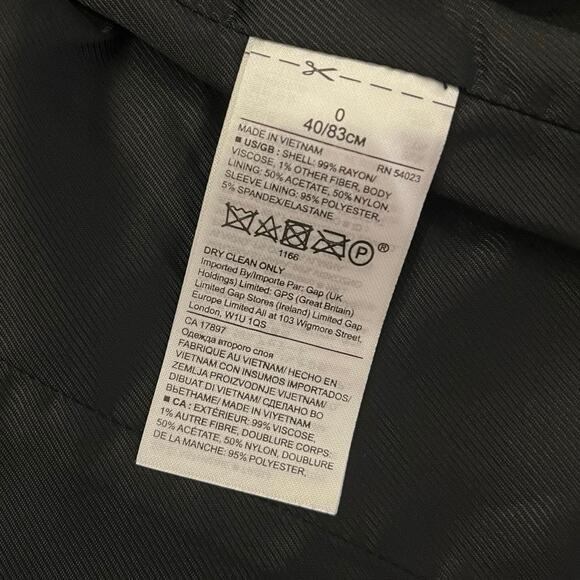 0
40/83CM
MADE IN VIETNAM RN 54023
■ US/GB : SHELL: 99% RAYON/
VISCOSE, 1% OTHER FIBER, BODY
LINING: 50% ACETATE, 50% NYLON,
SLEEVE LINING: 95% POLYESTER,
5% SPANDEX/ELASTANE
P ®
1166
DRY CLEAN ONLY
Imported By/Importe Par: Gap (UK
Holdings) Limited: GPS (Great Britain)
Limited Gap Stores (Ireland) Limited Gap
Europe Limited All at 103 Wigmore Street,
London, W1U 1QS
CA 17897
Одежда второго слоя
FABRIQUE AU VIETNAM/ HECHO EN
VIETNAM CON INSUMOS IMPORTADOS/
ZEMLJA PROIZVODNJE VIJETNAM/
DIBUAT DI VIETNAM/ СДЕЛАНО ВО
ВЬЕТНАМЕ/ MADE IN VIYETNAM
■ CA : EXTÉRIEUR: 99% VISCOSE,
1% AUTRE FIBRE, DOUBLURE CORPS:
50% ACÉTATE, 50% NYLON, DOUBLURE
DE LA MANCHE: 95% POLYESTER,